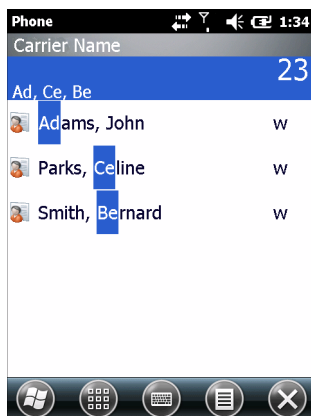 Phone 1:34
Carrier Name
23
Ad, Ce, Be
Adams, John w
Parks, Celine w
Smith, Bernard w